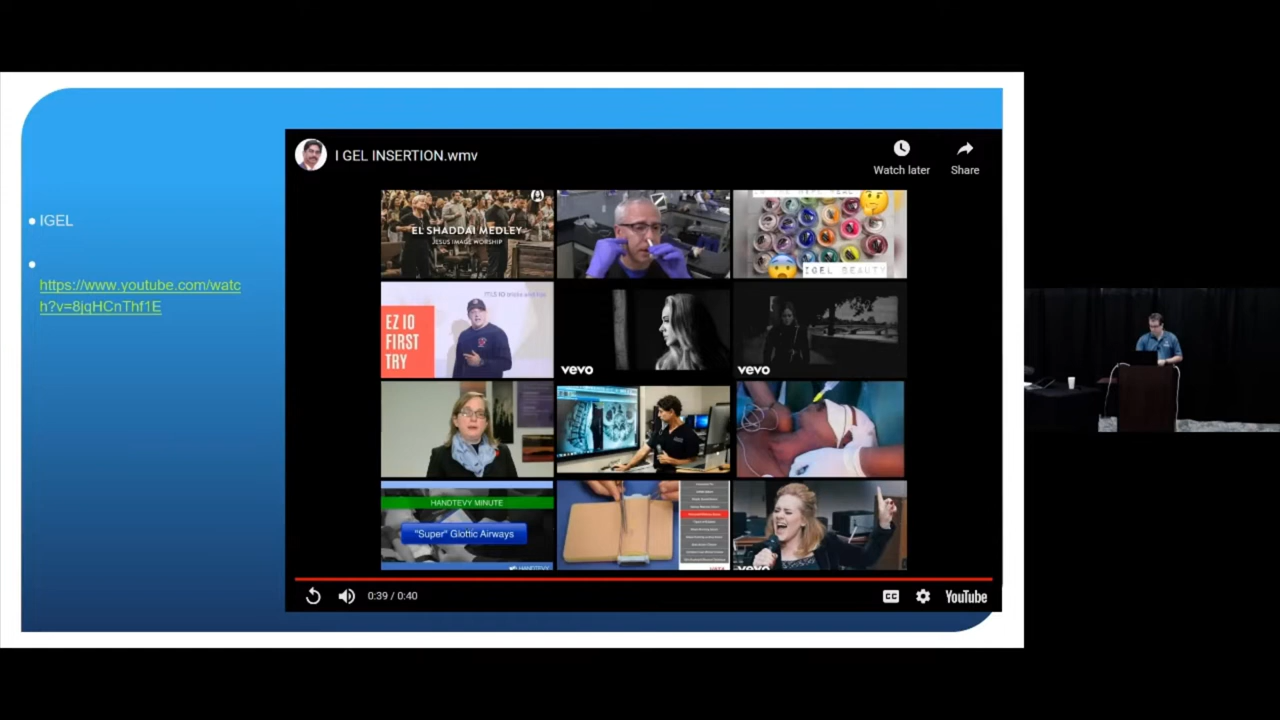 I GEL INSERTION.wmv
Watch later
Share
IGEL
https://www.youtube.com/watc
h?v=8jqHCnThf1E
EL SHADDAI MEDLEY
JESUS IMAGE WORSHIP
IGEL BEAUTY
EZ IO
FIRST
TRY
vevo
vevo
HANDTEVY MINUTE
"Super" Glottic Airways
HANDTEVY
vevo
0:39 / 0:40
CC
YouTube